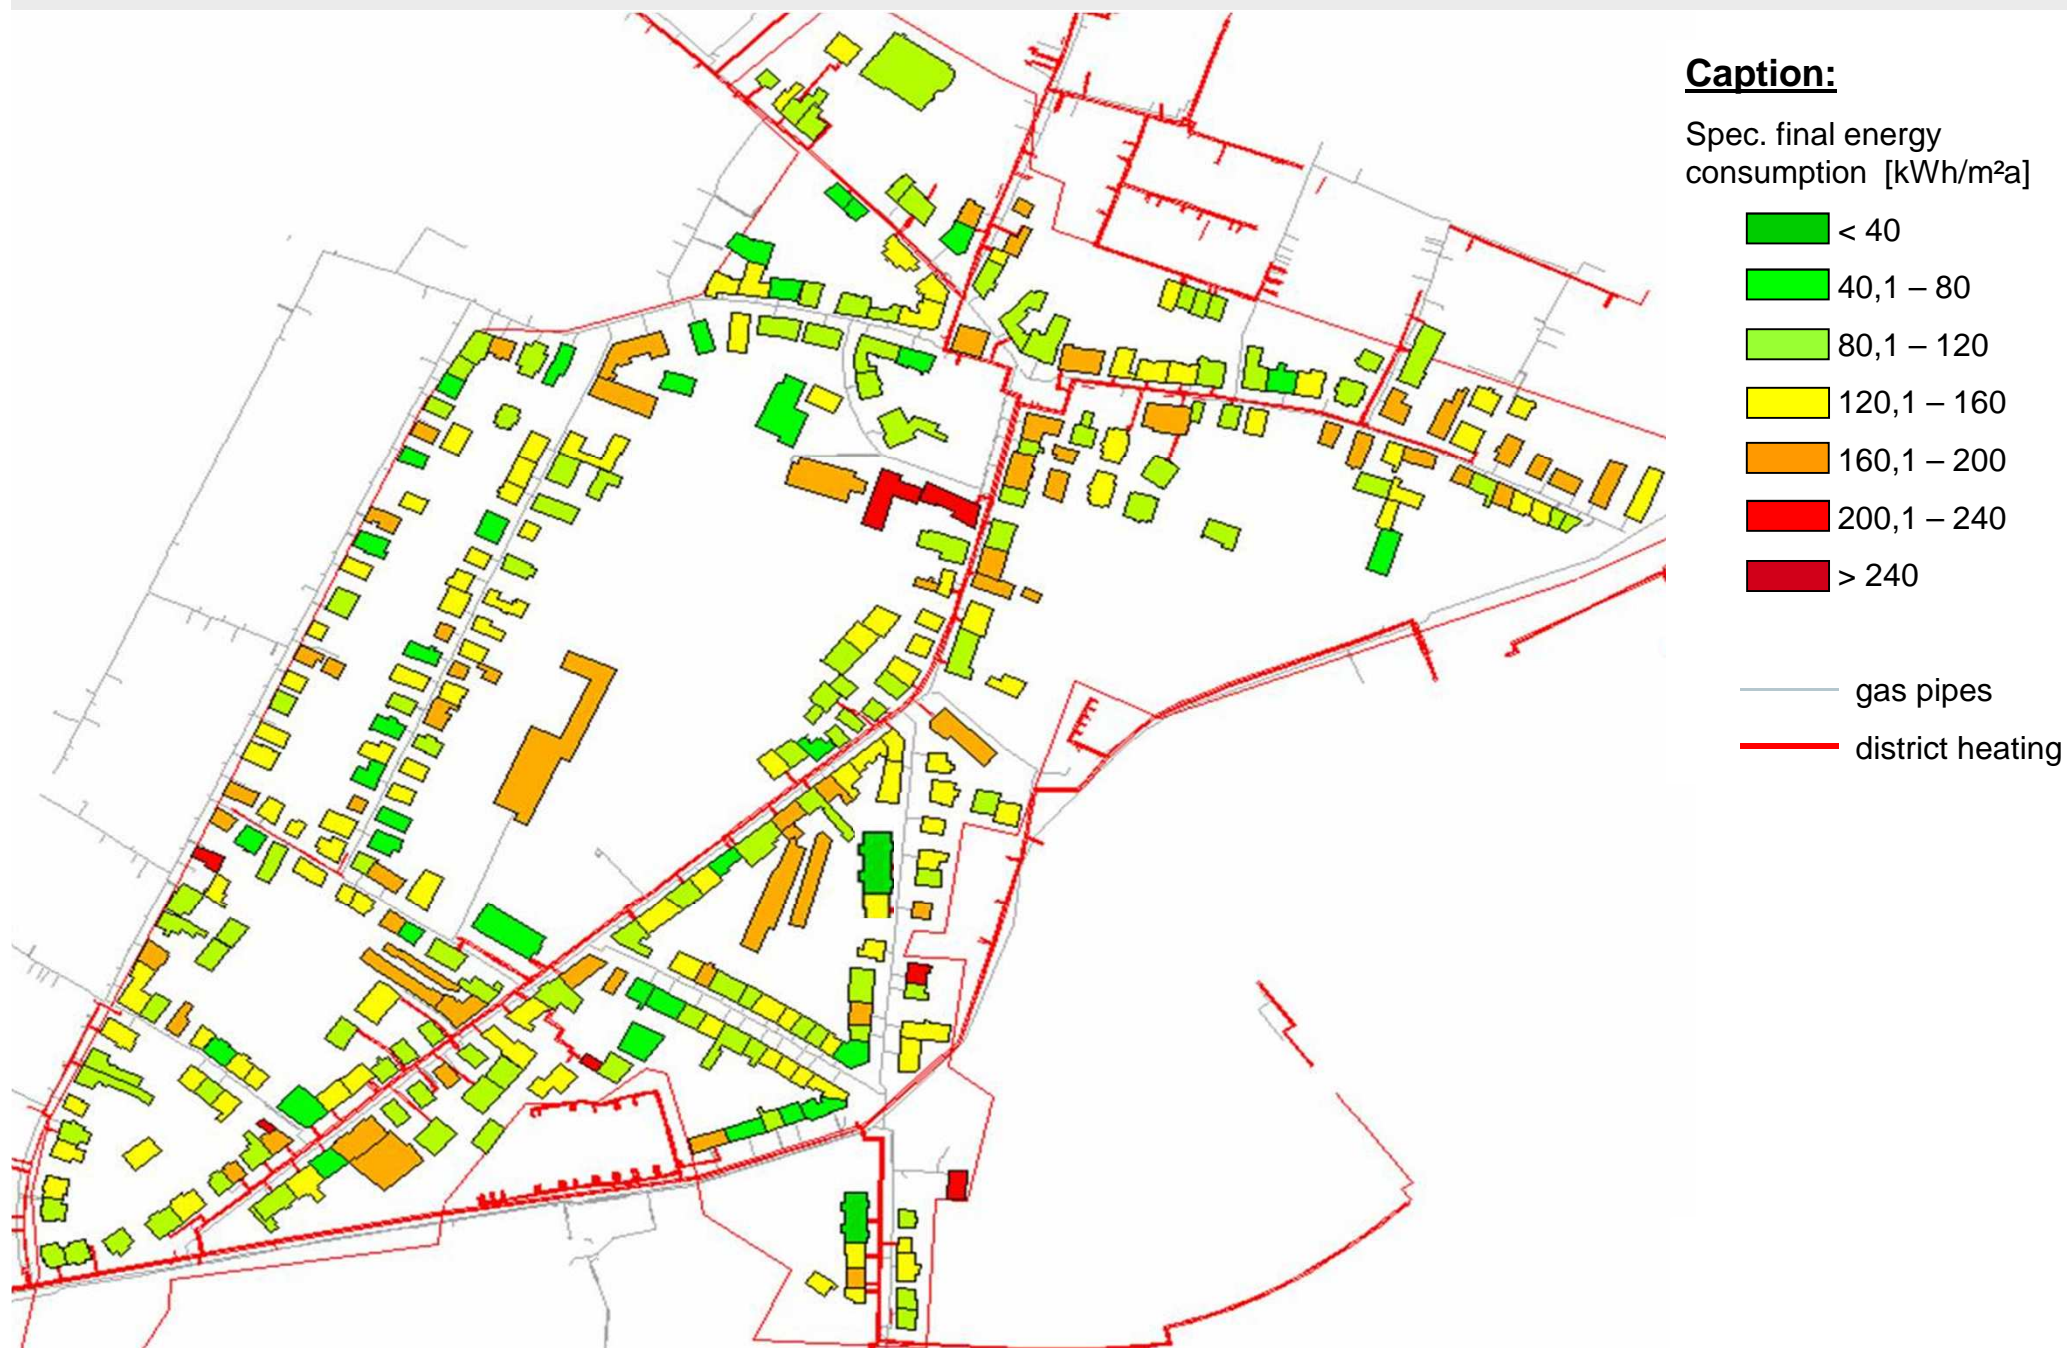 Caption:
Spec. final energy
consumption [kWh/m²a]
< 40
40,1 – 80
80,1 – 120
120,1 – 160
160,1 – 200
200,1 – 240
> 240
gas pipes
district heating